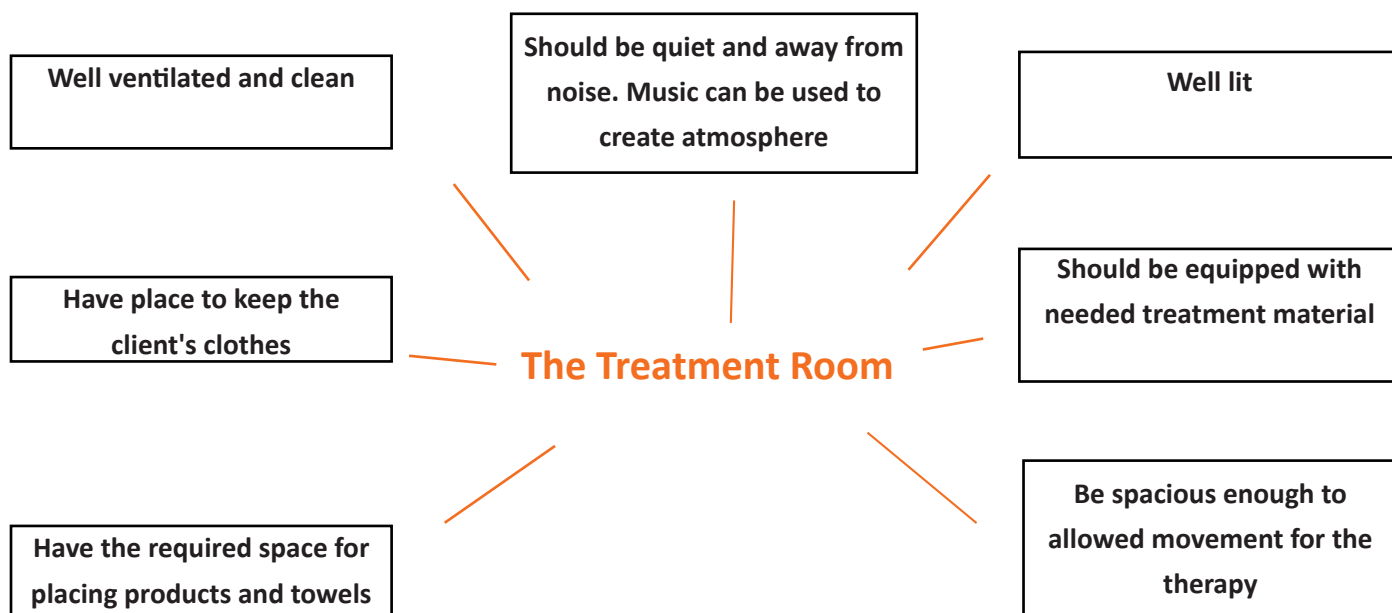 Well ventilated and clean
Should be quiet and away from
noise. Music can be used to
create atmosphere
Well lit
Have place to keep the
client's clothes
The Treatment Room
Should be equipped with
needed treatment material
Have the required space for
placing products and towels
Be spacious enough to
allowed movement for the
therapy